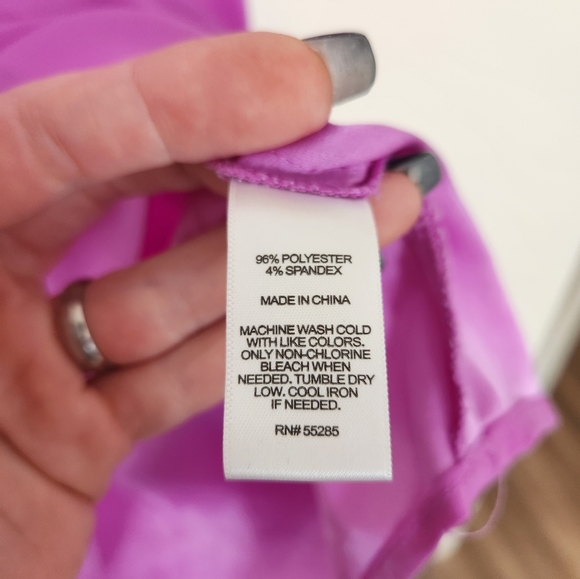 96% POLYESTER
4% SPANDEX
MADE IN CHINA
MACHINE WASH COLD
WITH LIKE COLORS.
ONLY NON-CHLORINE
BLEACH WHEN
NEEDED. TUMBLE DRY
LOW. COOL IRON
IF NEEDED.
RN# 55285